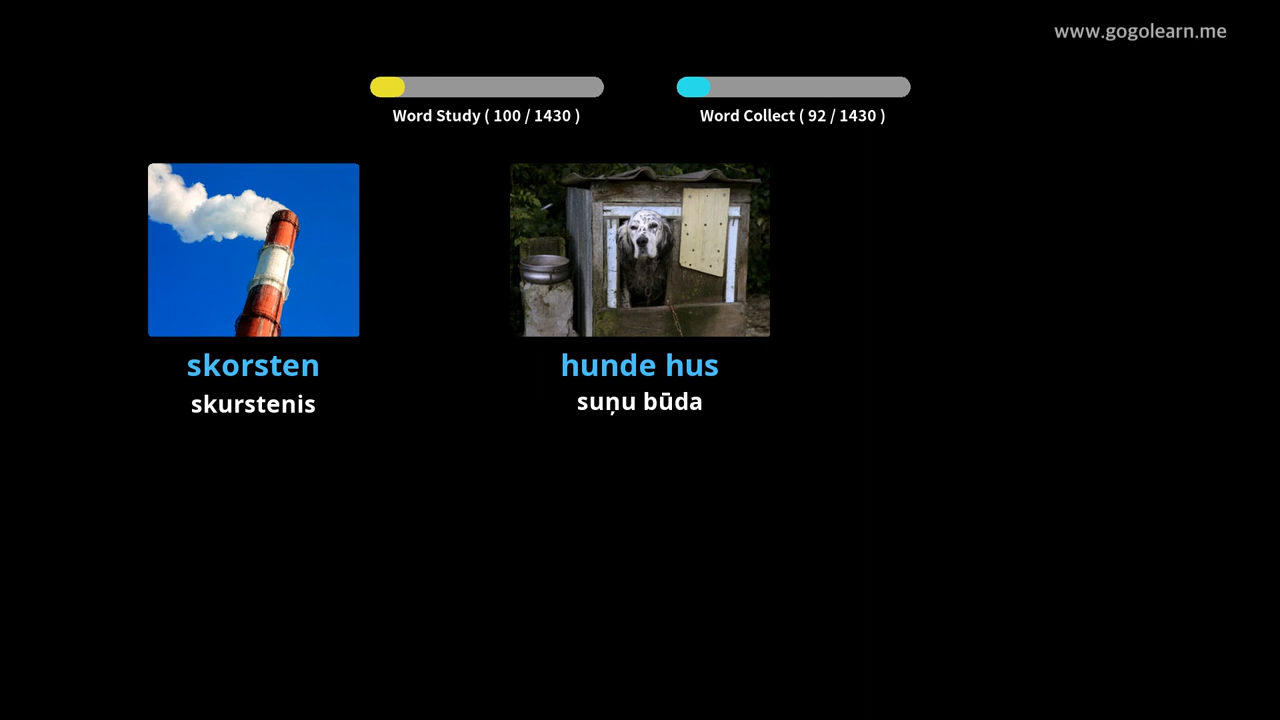 www.gogolearn.me
Word Study ( 100 / 1430 )
Word Collect ( 92 / 1430 )
skorsten
skurstenis
hunde hus
suņu būda